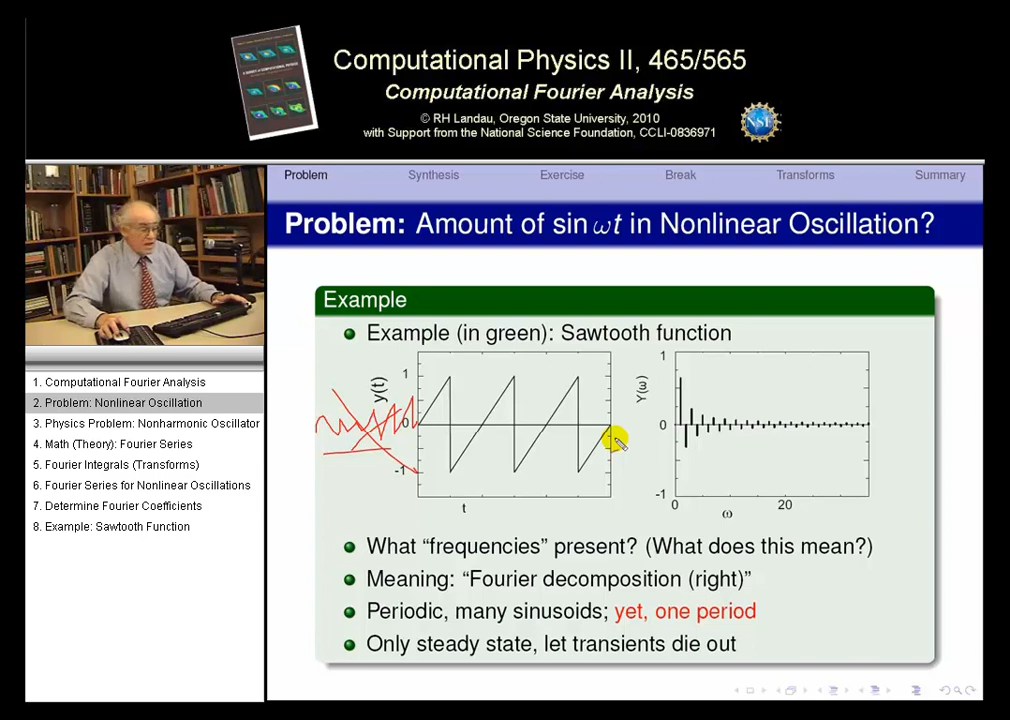 Computational Physics II, 465/565
Computational Fourier Analysis
© RH Landau, Oregon State University, 2010
with Support from the National Science Foundation, CCLI-0836971
NSF
Problem Synthesis Exercise Break Transforms Summary
Problem: Amount of sin ωt in Nonlinear Oscillation?
Example
Example (in green): Sawtooth function
y(t)
1
0
-1
t
Y(ω)
1
0
-1
0 20
ω
What “frequencies” present? (What does this mean?)
Meaning: “Fourier decomposition (right)”
Periodic, many sinusoids; yet, one period
Only steady state, let transients die out
1. Computational Fourier Analysis
2. Problem: Nonlinear Oscillation
3. Physics Problem: Nonharmonic Oscillator
4. Math (Theory): Fourier Series
5. Fourier Integrals (Transforms)
6. Fourier Series for Nonlinear Oscillations
7. Determine Fourier Coefficients
8. Example: Sawtooth Function